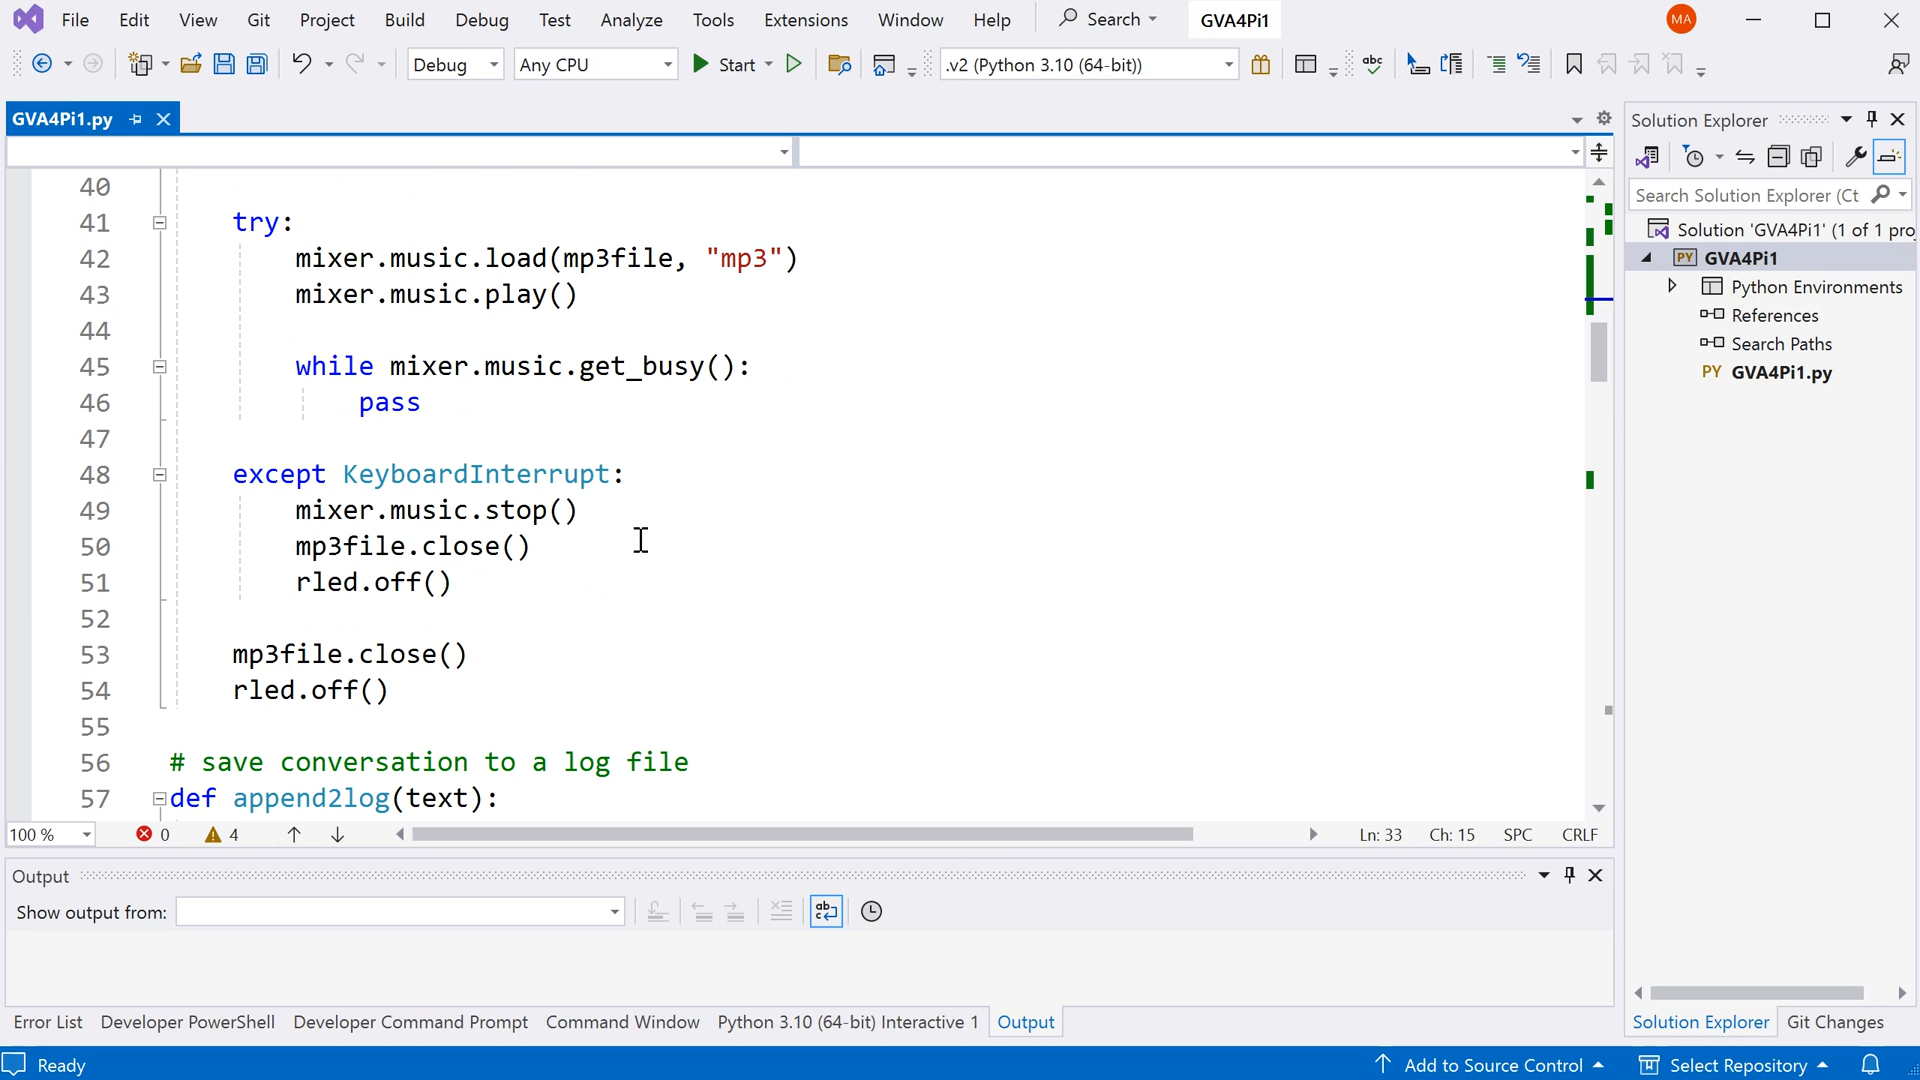 File Edit View Git Project Build Debug Test Analyze Tools Extensions Window Help Search GVA4Pi1 MA
Debug Any CPU Start .v2 (Python 3.10 (64-bit)) abc
GVA4Pi1.py
40
41 try:
42 mixer.music.load(mp3file, "mp3")
43 mixer.music.play()
44
45 while mixer.music.get_busy():
46 pass
47
48 except KeyboardInterrupt:
49 mixer.music.stop()
50 mp3file.close()
51 rled.off()
52
53 mp3file.close()
54 rled.off()
55
56 # save conversation to a log file
57 def append2log(text):
100 % 0 4 Ln: 33 Ch: 15 SPC CRLF
Output
Show output from:
Error List Developer PowerShell Developer Command Prompt Command Window Python 3.10 (64-bit) Interactive 1 Output
Solution Explorer
Search Solution Explorer (Ct
Solution 'GVA4Pi1' (1 of 1 pro
PY GVA4Pi1
Python Environments
References
Search Paths
PY GVA4Pi1.py
Solution Explorer Git Changes
Ready Add to Source Control Select Repository